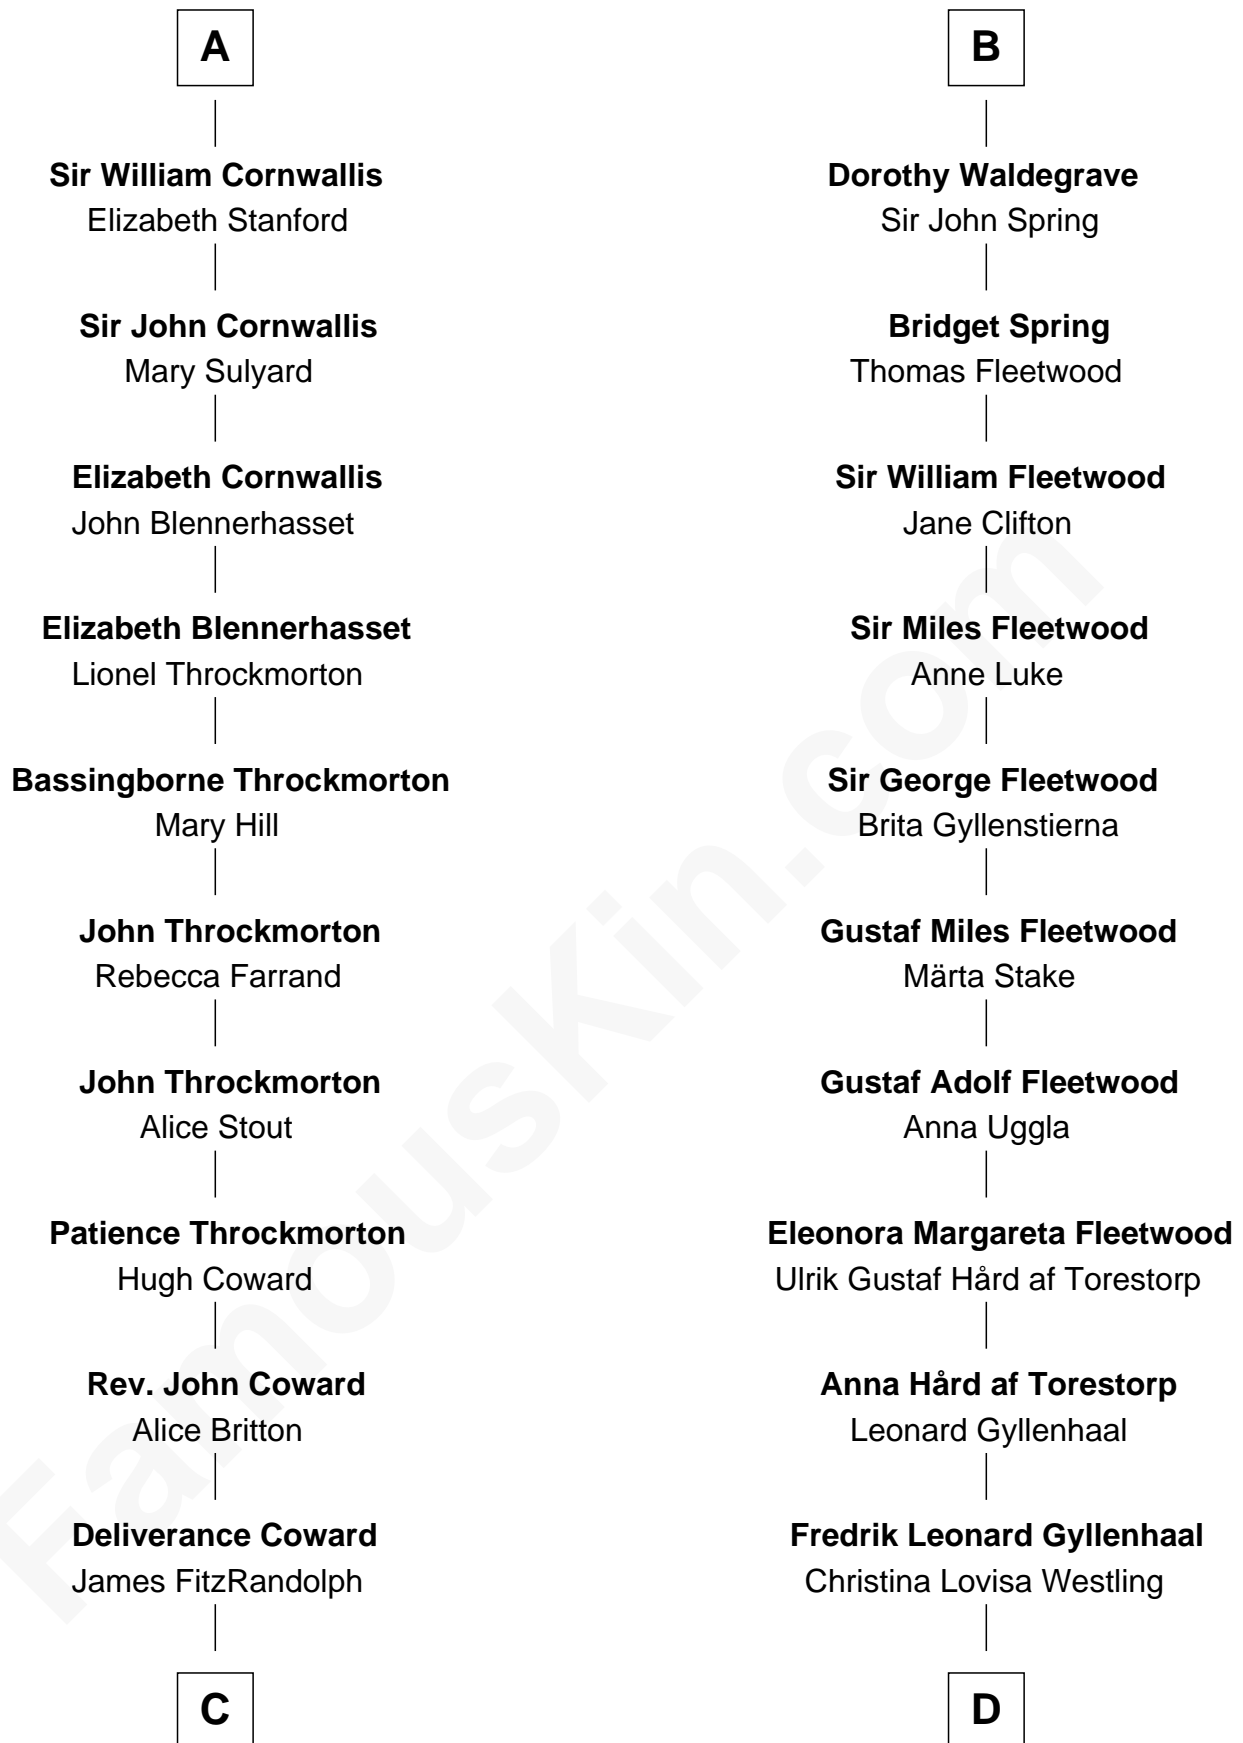 A
Sir William Cornwallis
Elizabeth Stanford
Sir John Cornwallis
Mary Sulyard
Elizabeth Cornwallis
John Blennerhasset
Elizabeth Blennerhasset
Lionel Throckmorton
Bassingborne Throckmorton
Mary Hill
John Throckmorton
Rebecca Farrand
John Throckmorton
Alice Stout
Patience Throckmorton
Hugh Coward
Rev. John Coward
Alice Britton
Deliverance Coward
James FitzRandolph
C
B
Dorothy Waldegrave
Sir John Spring
Bridget Spring
Thomas Fleetwood
Sir William Fleetwood
Jane Clifton
Sir Miles Fleetwood
Anne Luke
Sir George Fleetwood
Brita Gyllenstierna
Gustaf Miles Fleetwood
Märta Stake
Gustaf Adolf Fleetwood
Anna Uggla
Eleonora Margareta Fleetwood
Ulrik Gustaf Hård af Torestorp
Anna Hård af Torestorp
Leonard Gyllenhaal
Fredrik Leonard Gyllenhaal
Christina Lovisa Westling
D
FamousKin.com